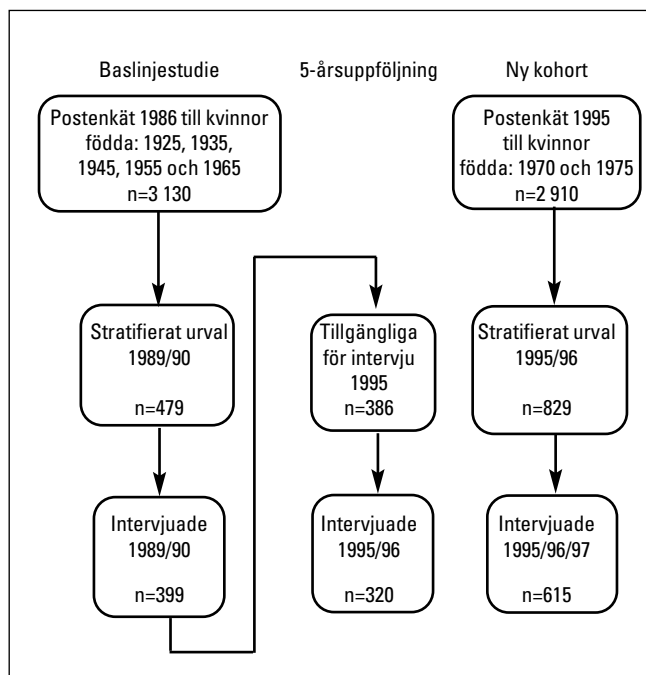 Baslinjestudie
Postenkät 1986 till kvinnor
födda: 1925, 1935,
1945, 1955 och 1965
n=3 130
Stratifierat urval
1989/90
n=479
Intervjuade
1989/90
n=399
5-årsuppföljning
Tillgängliga
för intervju
1995
n=386
Intervjuade
1995/96
n=320
Ny kohort
Postenkät 1995
till kvinnor
födda: 1970 och 1975
n=2 910
Stratifierat urval
1995/96
n=829
Intervjuade
1995/96/97
n=615